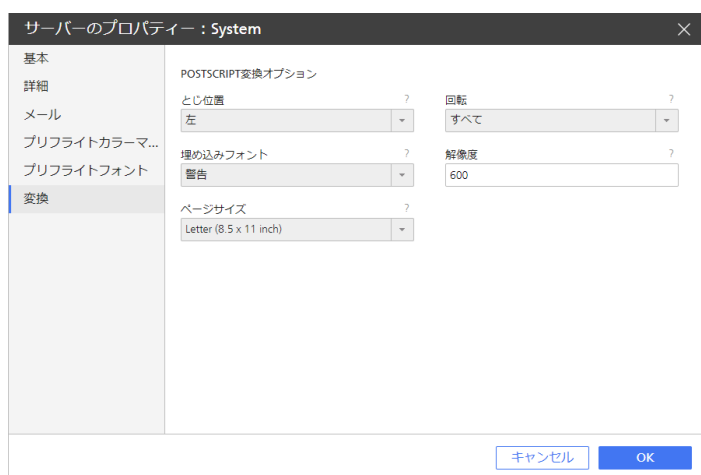 サーバーのプロパティー：System
基本
詳細
メール
プリフライトカラーマ...
プリフライトフォント
変換
POSTSCRIPT変換オプション
とじ位置 ?
左
回転 ?
すべて
埋め込みフォント ?
警告
解像度 ?
600
ページサイズ ?
Letter (8.5 x 11 inch)
キャンセル
OK